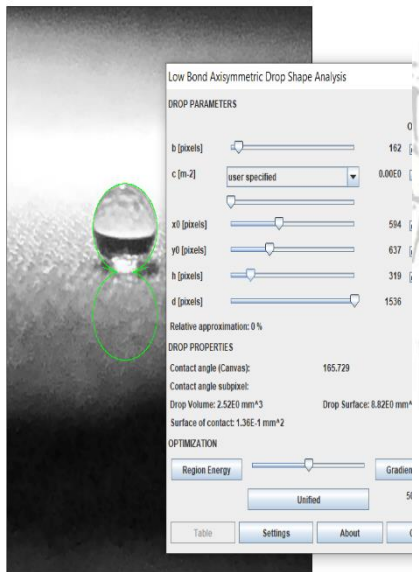 Low Bond Axisymmetric Drop Shape Analysis
DROP PARAMETERS
b [pixels] 162
c [m-2] user specified 0.00E0
x0 [pixels] 594
y0 [pixels] 637
h [pixels] 319
d [pixels] 1536
Relative approximation: 0 %
DROP PROPERTIES
Contact angle (Canvas): 165.729
Contact angle subpixel:
Drop Volume: 2.52E0 mm^3 Drop Surface: 8.82E0 mm^
Surface of contact: 1.36E-1 mm^2
OPTIMIZATION
Region Energy Gradien
Unified 50
Table Settings About